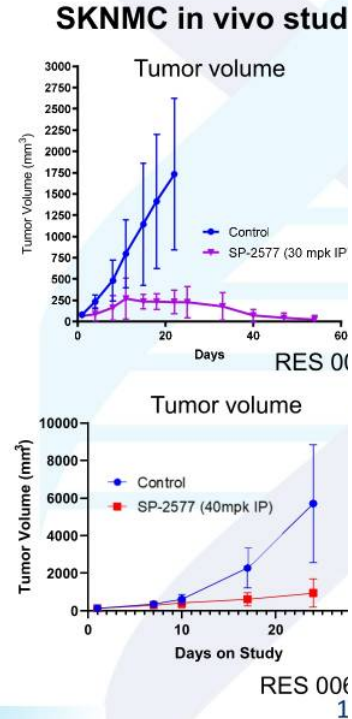 SKNMC in vivo stud
Tumor volume
Tumor Volume (mm3)
3000
2750
2500
2250
2000
1750
1500
1250
1000
750
500
250
0
Control
SP-2577 (30 mpk IP)
0
20
40
60
Days
RES 00
Tumor volume
Tumor Volume (mm3)
10000
8000
6000
4000
2000
0
Control
SP-2577 (40mpk IP)
0
10
20
Days on Study
RES 006
1